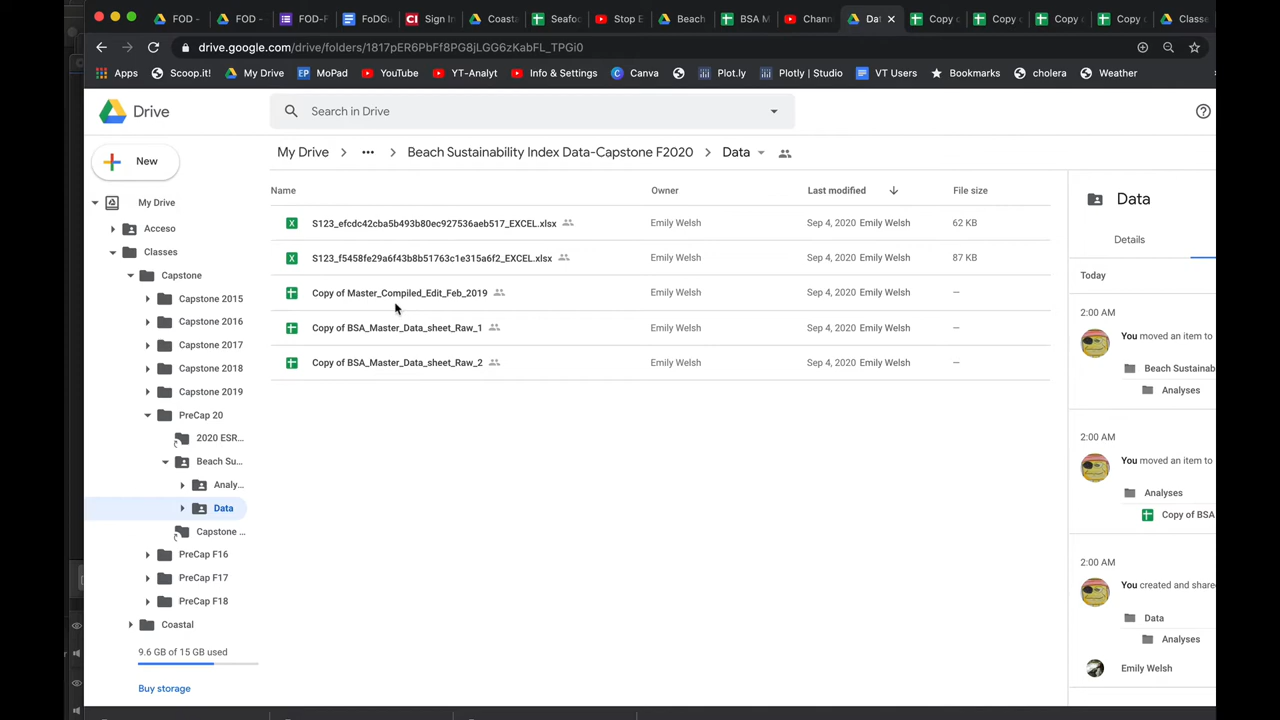 FOD - FOD - FOD-F FoDGu Sign In Coasta Seafoo Stop E Beach BSA M Chann Dat Copy o Copy o Copy o Copy o Classe
drive.google.com/drive/folders/1817pER6PbFf8PG8jLGG6zKabFL_TPGi0
Apps Scoop.it! My Drive MoPad YouTube YT-Analyt Info & Settings Canva Plot.ly Plotly | Studio VT Users Bookmarks cholera Weather
Drive
Search in Drive
New
My Drive
Beach Sustainability Index Data-Capstone F2020
Data
Name Owner Last modified File size
S123_efcdc42cba5b493b80ec927536aeb517_EXCEL.xlsx Emily Welsh Sep 4, 2020 Emily Welsh 62 KB
S123_f5458fe29a6f43b8b51763c1e315a6f2_EXCEL.xlsx Emily Welsh Sep 4, 2020 Emily Welsh 87 KB
Copy of Master_Compiled_Edit_Feb_2019 Emily Welsh Sep 4, 2020 Emily Welsh —
Copy of BSA_Master_Data_sheet_Raw_1 Emily Welsh Sep 4, 2020 Emily Welsh —
Copy of BSA_Master_Data_sheet_Raw_2 Emily Welsh Sep 4, 2020 Emily Welsh —
My Drive
Acceso
Classes
Capstone
Capstone 2015
Capstone 2016
Capstone 2017
Capstone 2018
Capstone 2019
PreCap 20
2020 ESR...
Beach Su...
Analy...
Data
Capstone ...
PreCap F16
PreCap F17
PreCap F18
Coastal
9.6 GB of 15 GB used
Buy storage
Data
Details
Today
2:00 AM
You moved an item to
Beach Sustainab
Analyses
2:00 AM
You moved an item to
Analyses
Copy of BSA
2:00 AM
You created and share
Data
Analyses
Emily Welsh